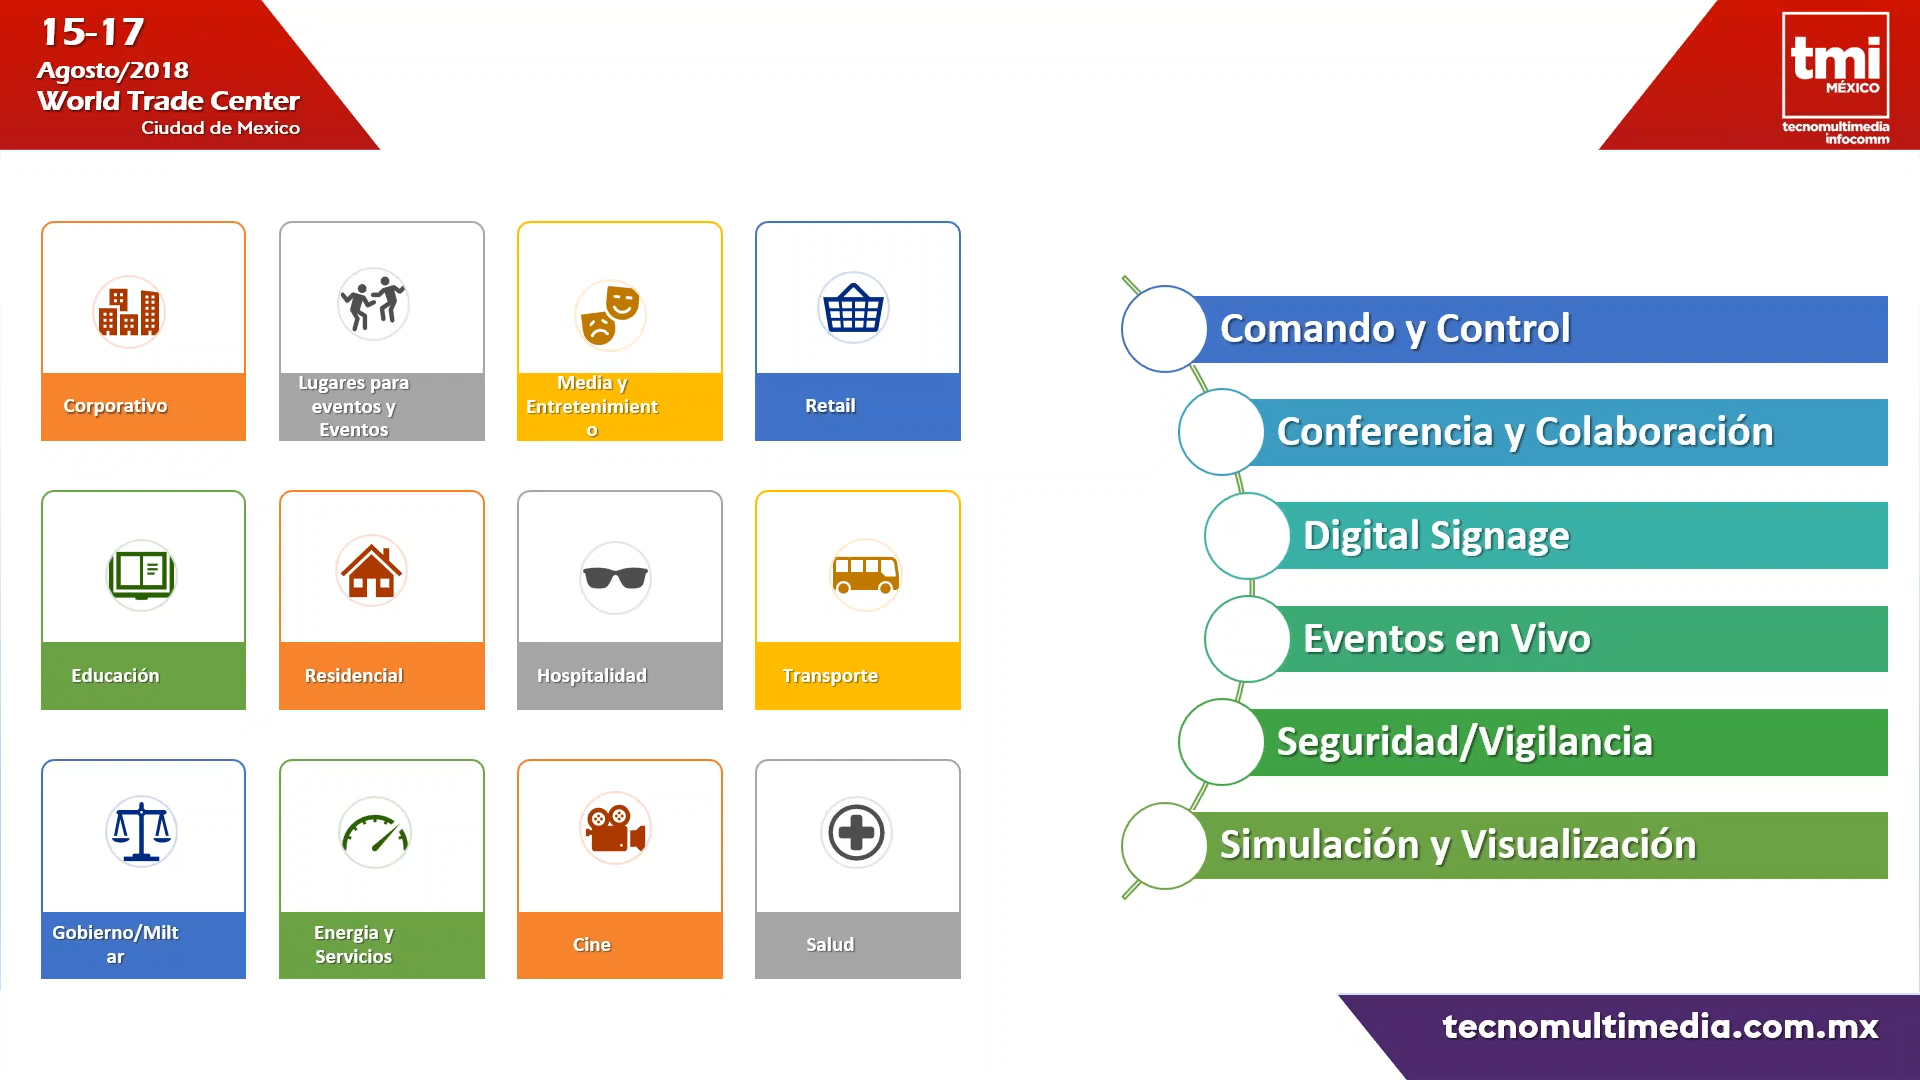 15-17
Agosto/2018
World Trade Center
Ciudad de Mexico
tmi
MÉXICO
tecnomultimedia
infocomm
Corporativo
Lugares para
eventos y
Eventos
Media y
Entretenimient
o
Retail
Educación
Residencial
Hospitalidad
Transporte
Gobierno/Milt
ar
Energia y
Servicios
Cine
Salud
Comando y Control
Conferencia y Colaboración
Digital Signage
Eventos en Vivo
Seguridad/Vigilancia
Simulación y Visualización
tecnomultimedia.com.mx